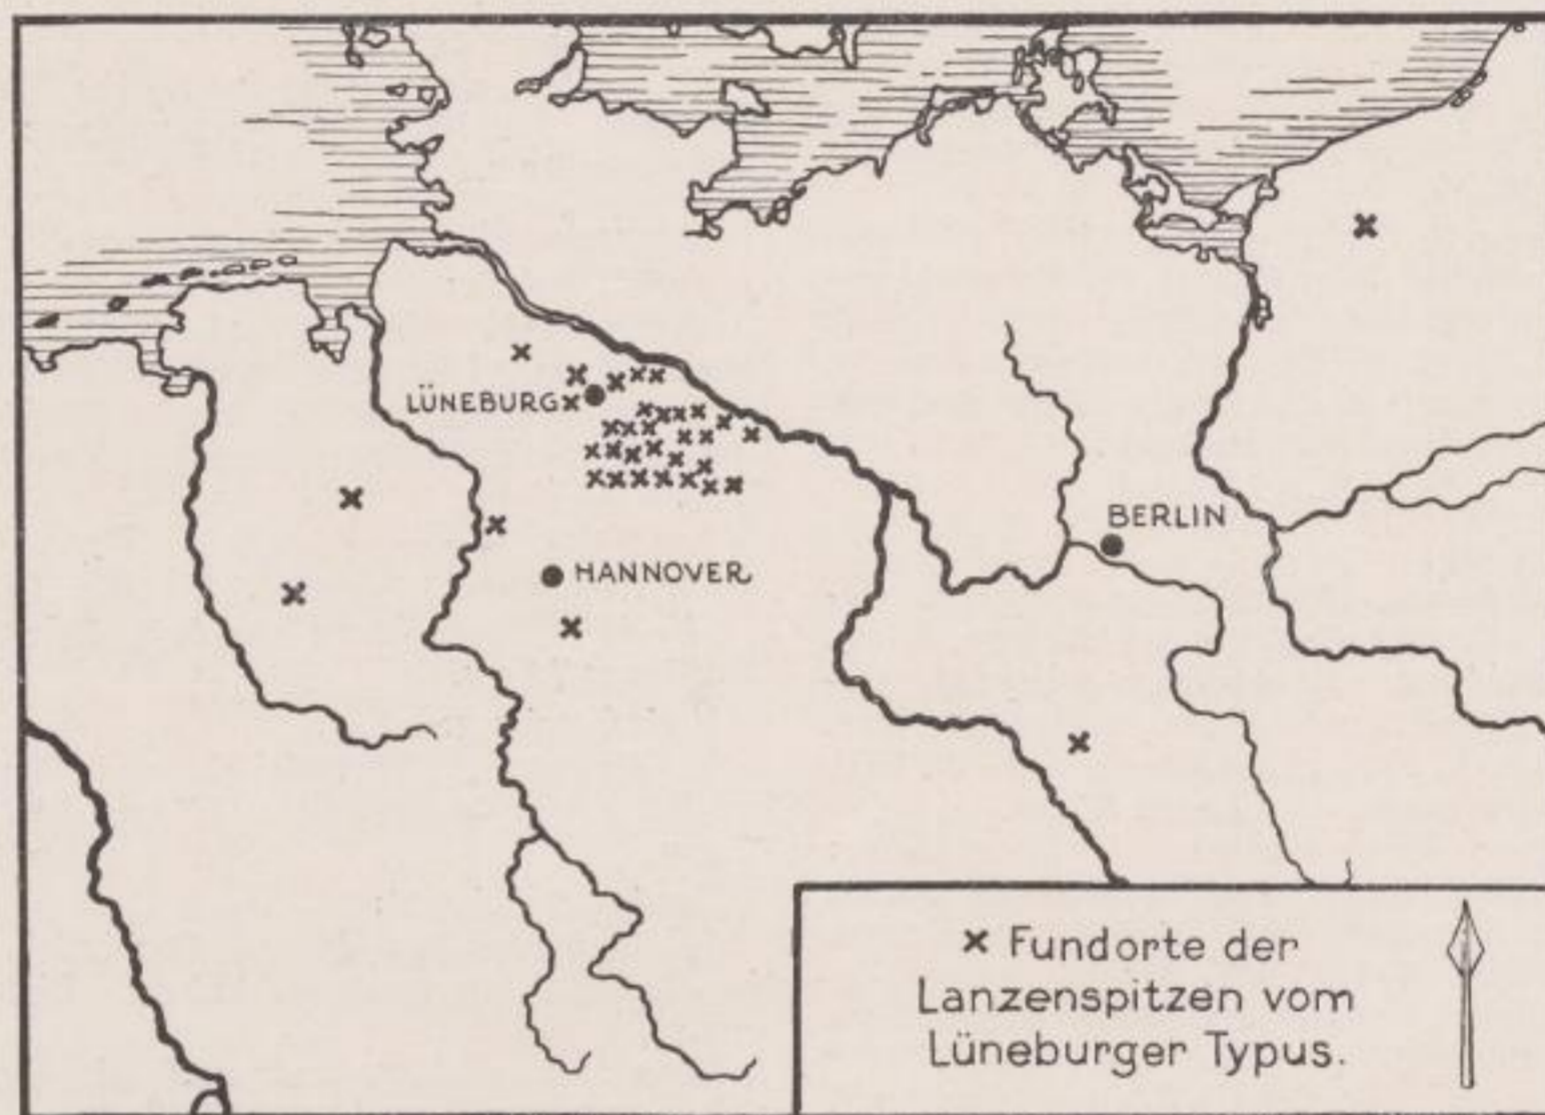 LÜNEBURG
BERLIN
HANNOVER
x Fundorte der
Lanzenspitzen vom
Lüneburger Typus.